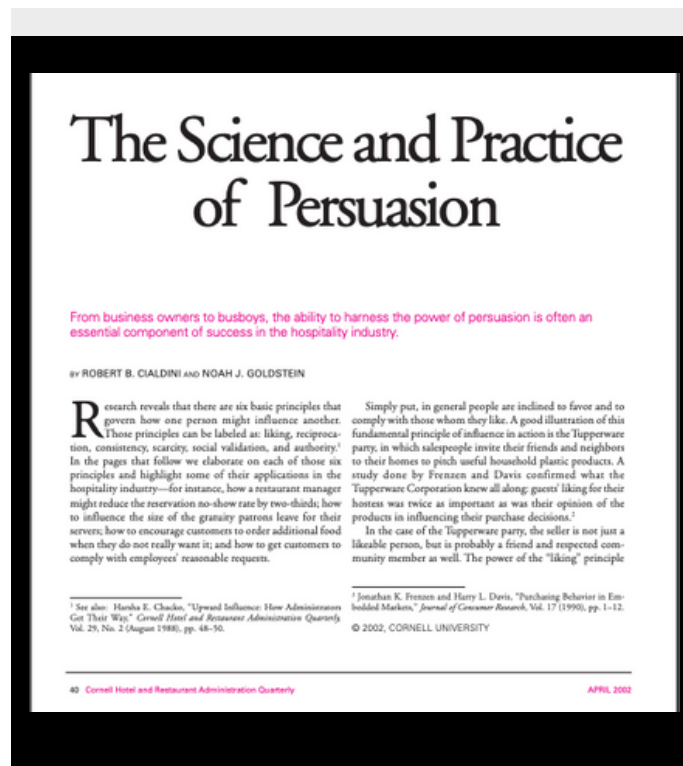 The Science and Practice
of Persuasion
From business owners to busboys, the ability to harness the power of persuasion is often an
essential component of success in the hospitality industry.
BY ROBERT B. CIALDINI AND NOAH J. GOLDSTEIN
Research reveals that there are six basic principles that
govern how one person might influence another.
Those principles can be labeled as: liking, reciproca-
tion, consistency, scarcity, social validation, and authority.¹
In the pages that follow we elaborate on each of those six
principles and highlight some of their applications in the
hospitality industry—for instance, how a restaurant manager
might reduce the reservation no-show rate by two-thirds; how
to influence the size of the gratuity patrons leave for their
servers; how to encourage customers to order additional food
when they do not really want it; and how to get customers to
comply with employees' reasonable requests.
¹ See also: Harsha E. Chacko, "Upward Influence: How Administrators
Get Their Way," Cornell Hotel and Restaurant Administration Quarterly,
Vol. 29, No. 2 (August 1988), pp. 48–50.
Simply put, in general people are inclined to favor and to
comply with those whom they like. A good illustration of this
fundamental principle of influence in action is the Tupperware
party, in which salespeople invite their friends and neighbors
to their homes to pitch useful household plastic products. A
study done by Frenzen and Davis confirmed what the
Tupperware Corporation knew all along: guests' liking for their
hostess was twice as important as was their opinion of the
products in influencing their purchase decisions.²
In the case of the Tupperware party, the seller is not just a
likeable person, but is probably a friend and respected com-
munity member as well. The power of the "liking" principle
² Jonathan K. Frenzen and Harry L. Davis, "Purchasing Behavior in Em-
bedded Markets," Journal of Consumer Research, Vol. 17 (1990), pp. 1–12.
© 2002, CORNELL UNIVERSITY
40 Cornell Hotel and Restaurant Administration Quarterly
APRIL 2002